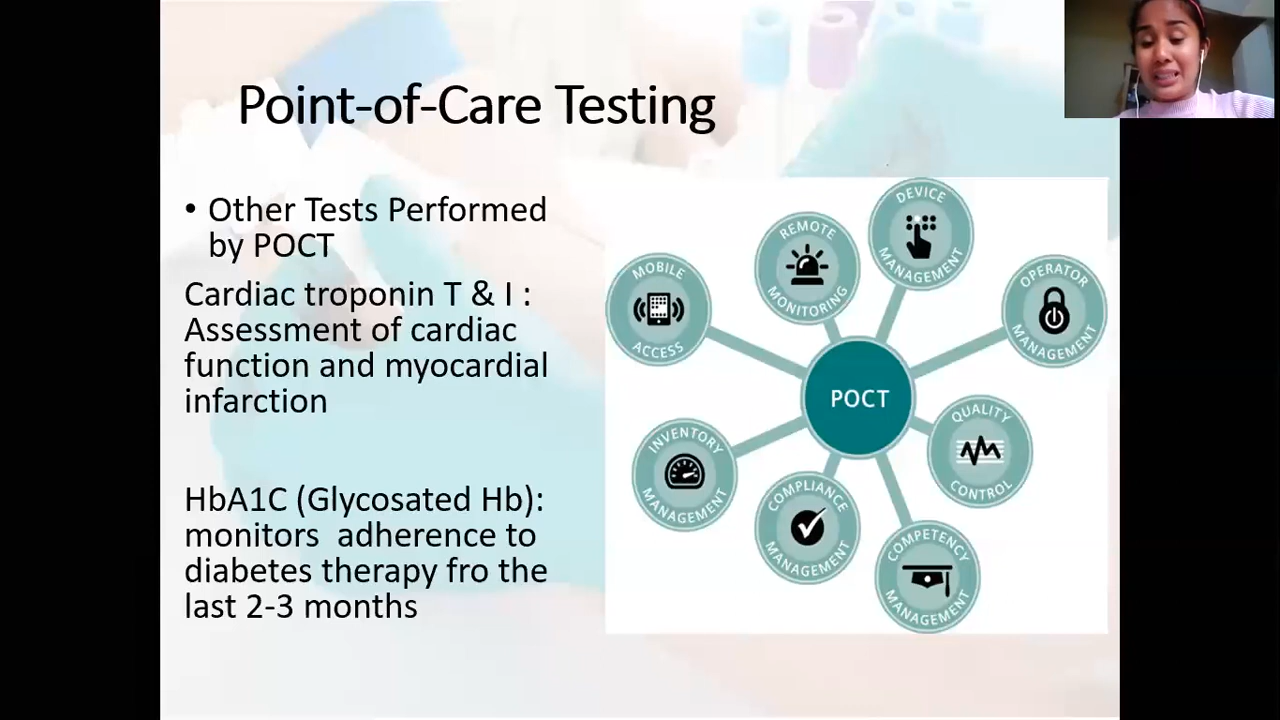 Point-of-Care Testing
• Other Tests Performed
by POCT
Cardiac troponin T & I :
Assessment of cardiac
function and myocardial
infarction
HbA1C (Glycosated Hb):
monitors  adherence to
diabetes therapy fro the
last 2-3 months
MOBILE
ACCESS
REMOTE
MONITORING
DEVICE
MANAGEMENT
OPERATOR
MANAGEMENT
POCT
INVENTORY
MANAGEMENT
COMPLIANCE
MANAGEMENT
QUALITY
CONTROL
COMPETENCY
MANAGEMENT